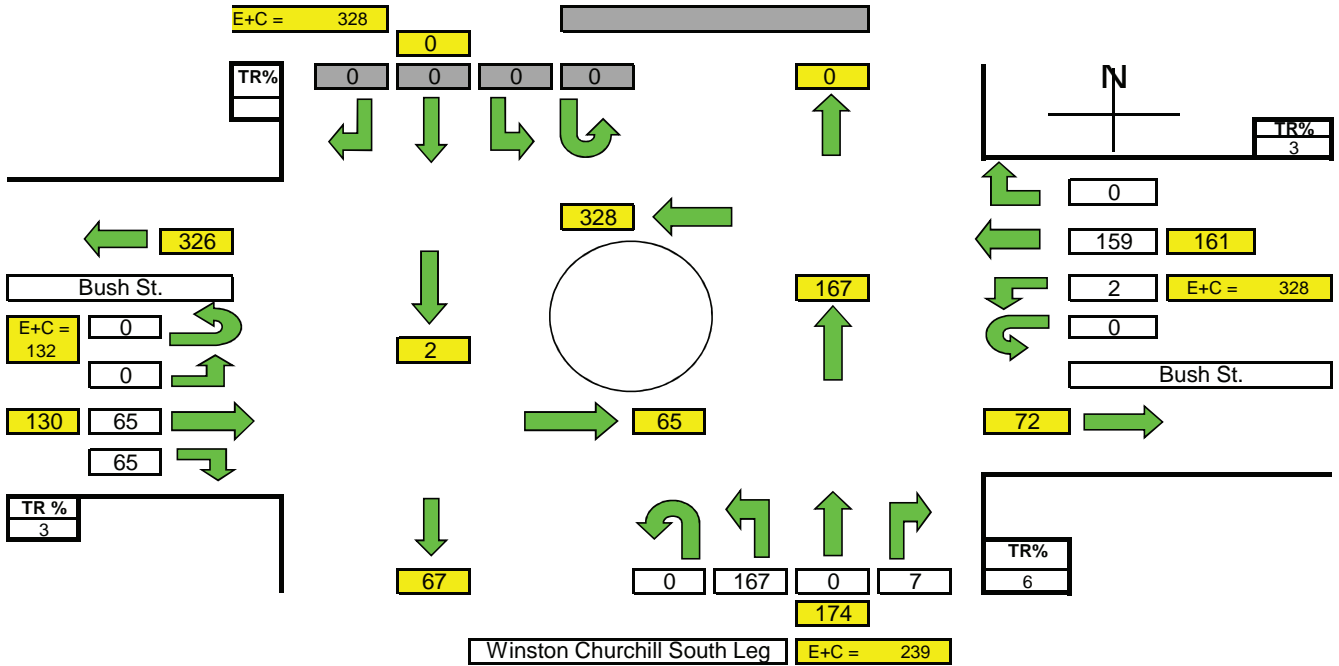 E+C = 328
0
TR%
0 0 0 0
0
N
TR%
3
0
328
326
159 161
Bush St.
167
2 E+C = 328
E+C =
132
0
0
2
0
Bush St.
130 65
65
72
65
TR %
3
TR%
6
67
0 167 0 7
174
Winston Churchill South Leg E+C = 239